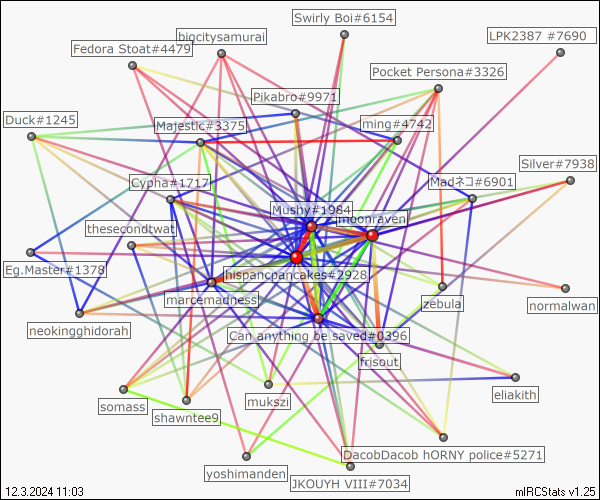 Swirly Boi#6154
bigcitysamurai
LPK2387 #7690
Fedora Stoat#4479
Pocket Persona#3326
Pikabro#9971
Duck#1245
Majestic#3375
ming#4742
Silver#7938
Cypha#1717
Madネコ#6901
Mushy#1984
moonraven
thesecondtwat
Eg.Master#1378
hispancpancakes#2928
marcemadness
zebula
normalwan
neokingghidorah
Can anything be saved#0396
frisout
eliakith
mukszi
somass
shawntee9
DacobDacob hORNY police#5271
yoshimanden
JKOUYH VIII#7034
12.3.2024 11:03
mIRCStats v1.25